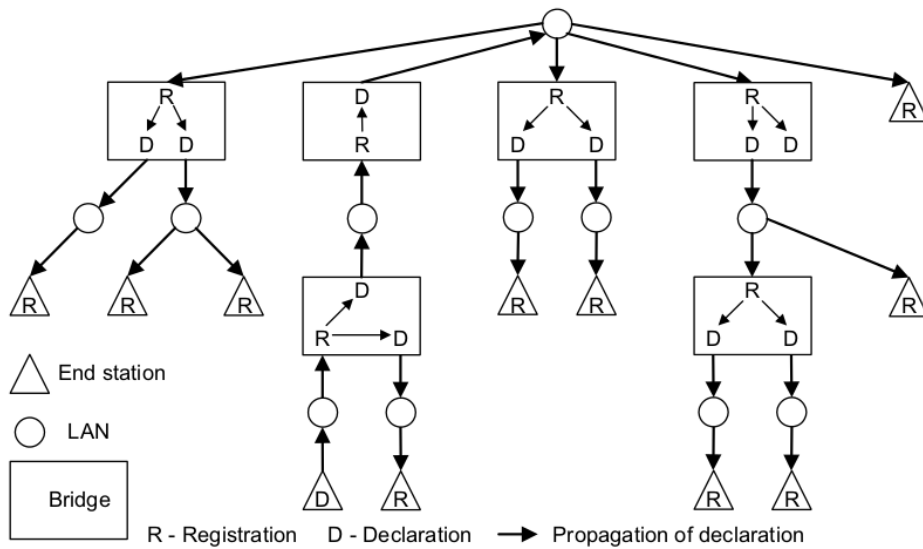 R D R R R
D D R D D D D
R R R D R R R R
R D D D
End station
LAN
D R R R
Bridge
R - Registration D - Declaration Propagation of declaration